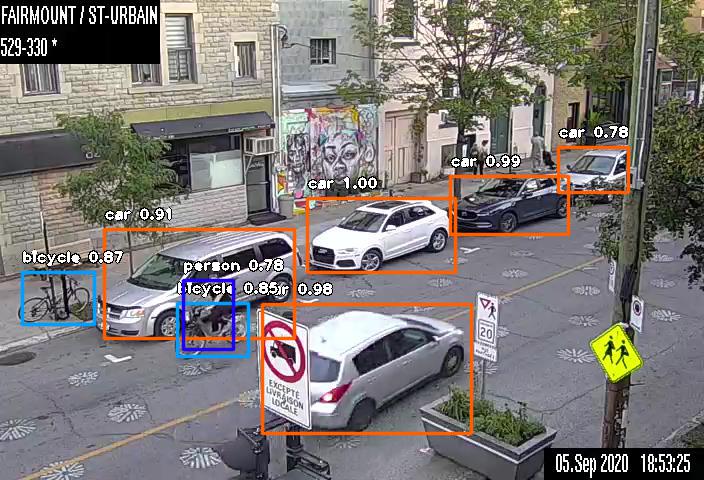 FAIRMOUNT / ST-URBAIN
529-330 *
car 0.78
car 0.99
car 1.00
car 0.91
bicycle 0.87
person 0.78
bicycle 0.85
0.98
20
EXCEPTÉ
LIVRAISON
LOCALE
05.Sep 2020 18:53:25